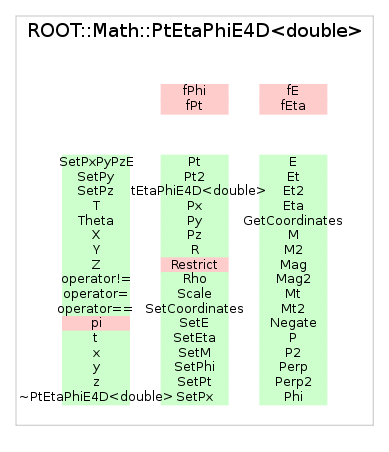 ROOT::Math::PtEtaPhiE4D<double>
fPhi fE
fPt fEta
SetPxPyPzE Pt E
SetPy Pt2 Et
SetPz tEtaPhiE4D<double> Et2
T Px Eta
Theta Py GetCoordinates
X Pz M
Y R M2
Z Restrict Mag
operator!= Rho Mag2
operator= Scale Mt
operator== SetCoordinates Mt2
pi SetE Negate
t SetEta P
x SetM P2
y SetPhi Perp
z SetPt Perp2
~PtEtaPhiE4D<double> SetPx Phi